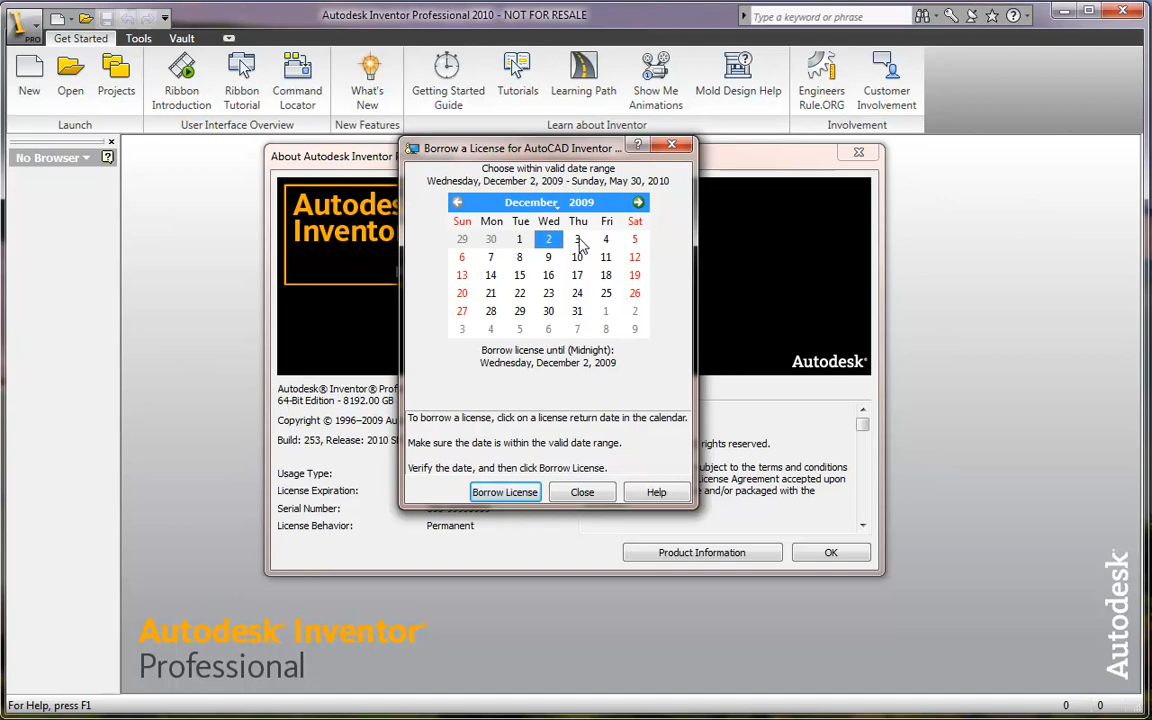 Autodesk Inventor Professional 2010 - NOT FOR RESALE
Type a keyword or phrase
PRO
Get Started Tools Vault
New Open Projects
Ribbon Introduction
Ribbon Tutorial
Command Locator
What's New
Getting Started Guide
Tutorials
Learning Path
Show Me Animations
Mold Design Help
Engineers Rule.ORG
Customer Involvement
Launch User Interface Overview New Features Learn about Inventor Involvement
No Browser
About Autodesk Inventor
Borrow a License for AutoCAD Inventor ...
Choose within valid date range
Wednesday, December 2, 2009 - Sunday, May 30, 2010
December 2009
Sun Mon Tue Wed Thu Fri Sat
29 30 1 2 3 4 5
6 7 8 9 10 11 12
13 14 15 16 17 18 19
20 21 22 23 24 25 26
27 28 29 30 31 1 2
3 4 5 6 7 8 9
Borrow license until (Midnight):
Wednesday, December 2, 2009
To borrow a license, click on a license return date in the calendar.
Make sure the date is within the valid date range.
Verify the date, and then click Borrow License.
Borrow License Close Help
Autodesk
Inventor
Autodesk
Autodesk® Inventor® Prof
64-Bit Edition - 8192.00 GB
Copyright © 1996-2009 Au
Build: 253, Release: 2010 S
Usage Type:
License Expiration:
Serial Number:
License Behavior: Permanent
rights reserved.
subject to the terms and conditions
License Agreement accepted upon
and/or packaged with the
Product Information OK
Autodesk Inventor
Professional
Autodesk
For Help, press F1 0 0